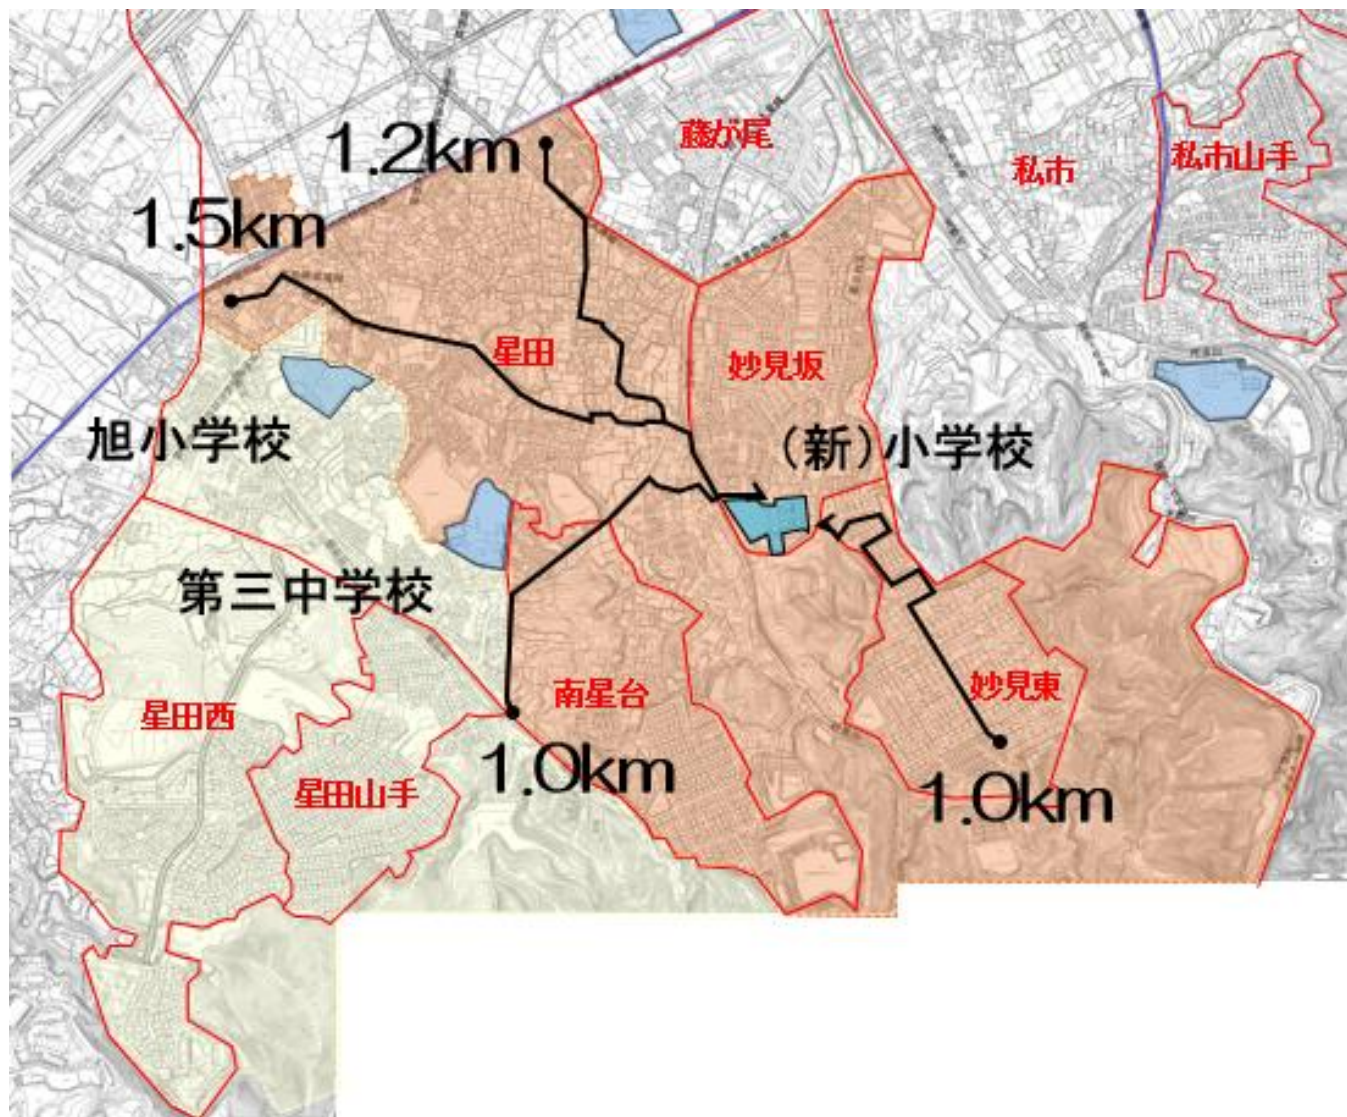 1.2km
藤が尾
私市
私市山手
1.5km
星田
妙見坂
旭小学校
(新)小学校
第三中学校
星田西
南星台
妙見東
星田山手
1.0km
1.0km